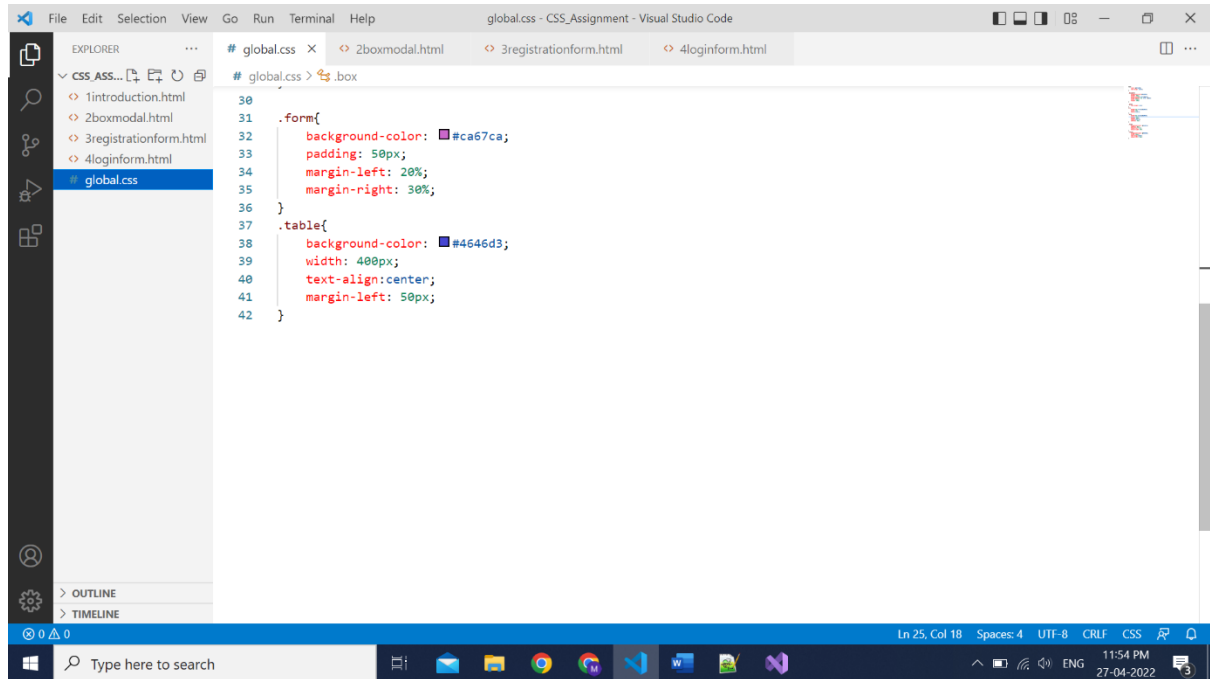 File Edit Selection View Go Run Terminal Help global.css - CSS_Assignment - Visual Studio Code
EXPLORER ... # global.css × <> 2boxmodal.html <> 3registrationform.html <> 4loginform.html ...
CSS_ASS... # global.css > .box
1introduction.html
2boxmodal.html
3registrationform.html
4loginform.html
# global.css
30
31 .form{
32 background-color: #ca67ca;
33 padding: 50px;
34 margin-left: 20%;
35 margin-right: 30%;
36 }
37 .table{
38 background-color: #4646d3;
39 width: 400px;
40 text-align:center;
41 margin-left: 50px;
42 }
> OUTLINE
> TIMELINE
0 0 Ln 25, Col 18 Spaces: 4 UTF-8 CRLF CSS
Type here to search ENG 11:54 PM
27-04-2022 3